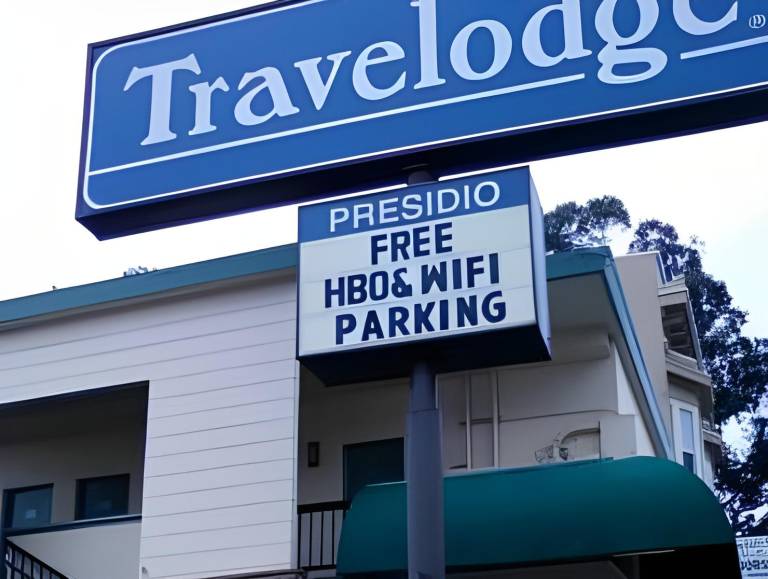 Travelodge
PRESIDIO
FREE
HBO& WIFI
PARKING